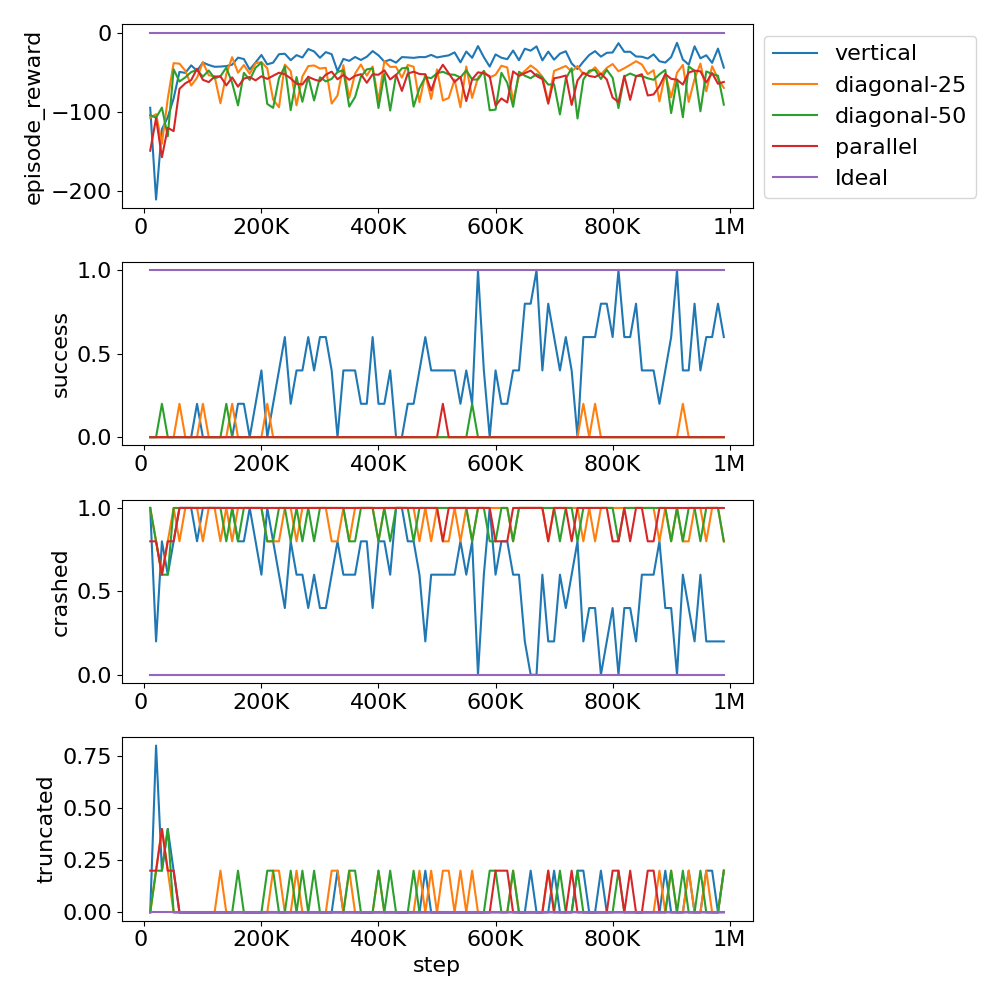 0
−100
−200
episode_reward
0
200K
400K
600K
800K
1M
vertical
diagonal-25
diagonal-50
parallel
Ideal
1.0
0.5
0.0
success
0
200K
400K
600K
800K
1M
1.0
0.5
0.0
crashed
0
200K
400K
600K
800K
1M
0.75
0.50
0.25
0.00
truncated
0
200K
400K
600K
800K
1M
step